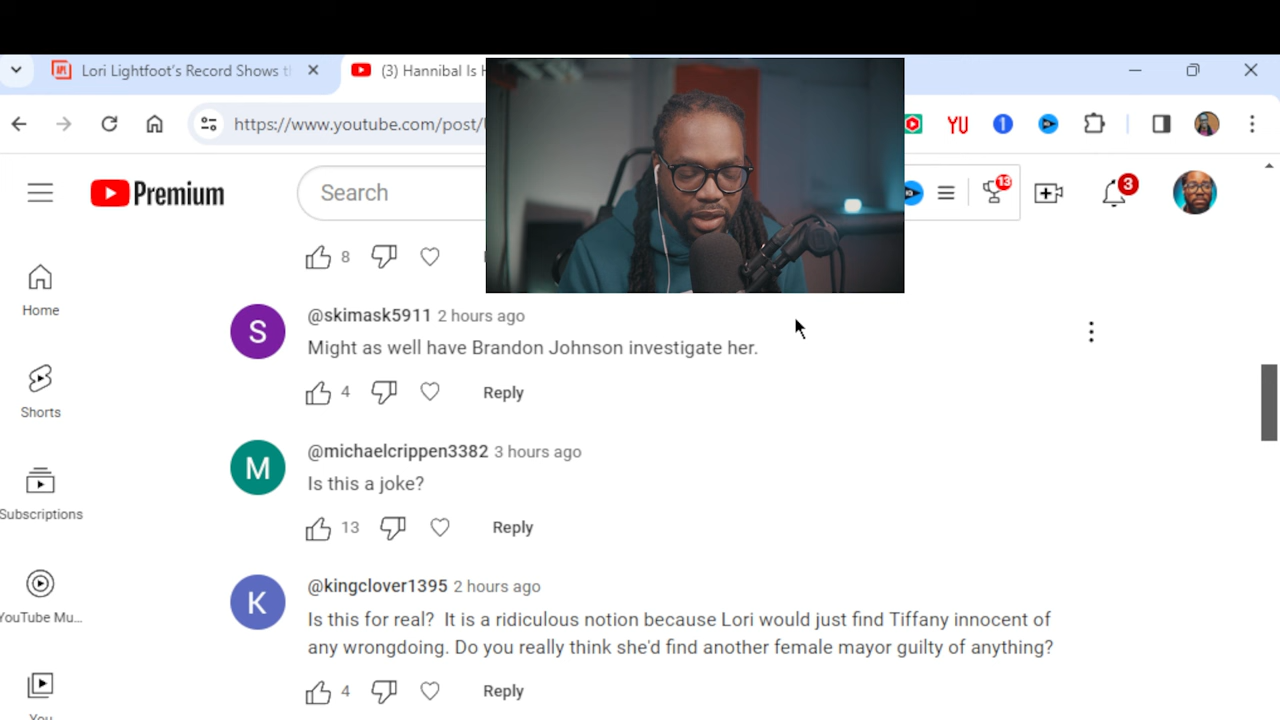 Lori Lightfoot's Record Shows t
(3) Hannibal Is H
https://www.youtube.com/post/
YU
1
Premium
Search
13
3
8
Home
@skimask5911 2 hours ago
S
Might as well have Brandon Johnson investigate her.
4 Reply
Shorts
@michaelcrippen3382 3 hours ago
M
Is this a joke?
13 Reply
Subscriptions
@kingclover1395 2 hours ago
K
Is this for real? It is a ridiculous notion because Lori would just find Tiffany innocent of
any wrongdoing. Do you really think she'd find another female mayor guilty of anything?
YouTube Mu...
4 Reply
You